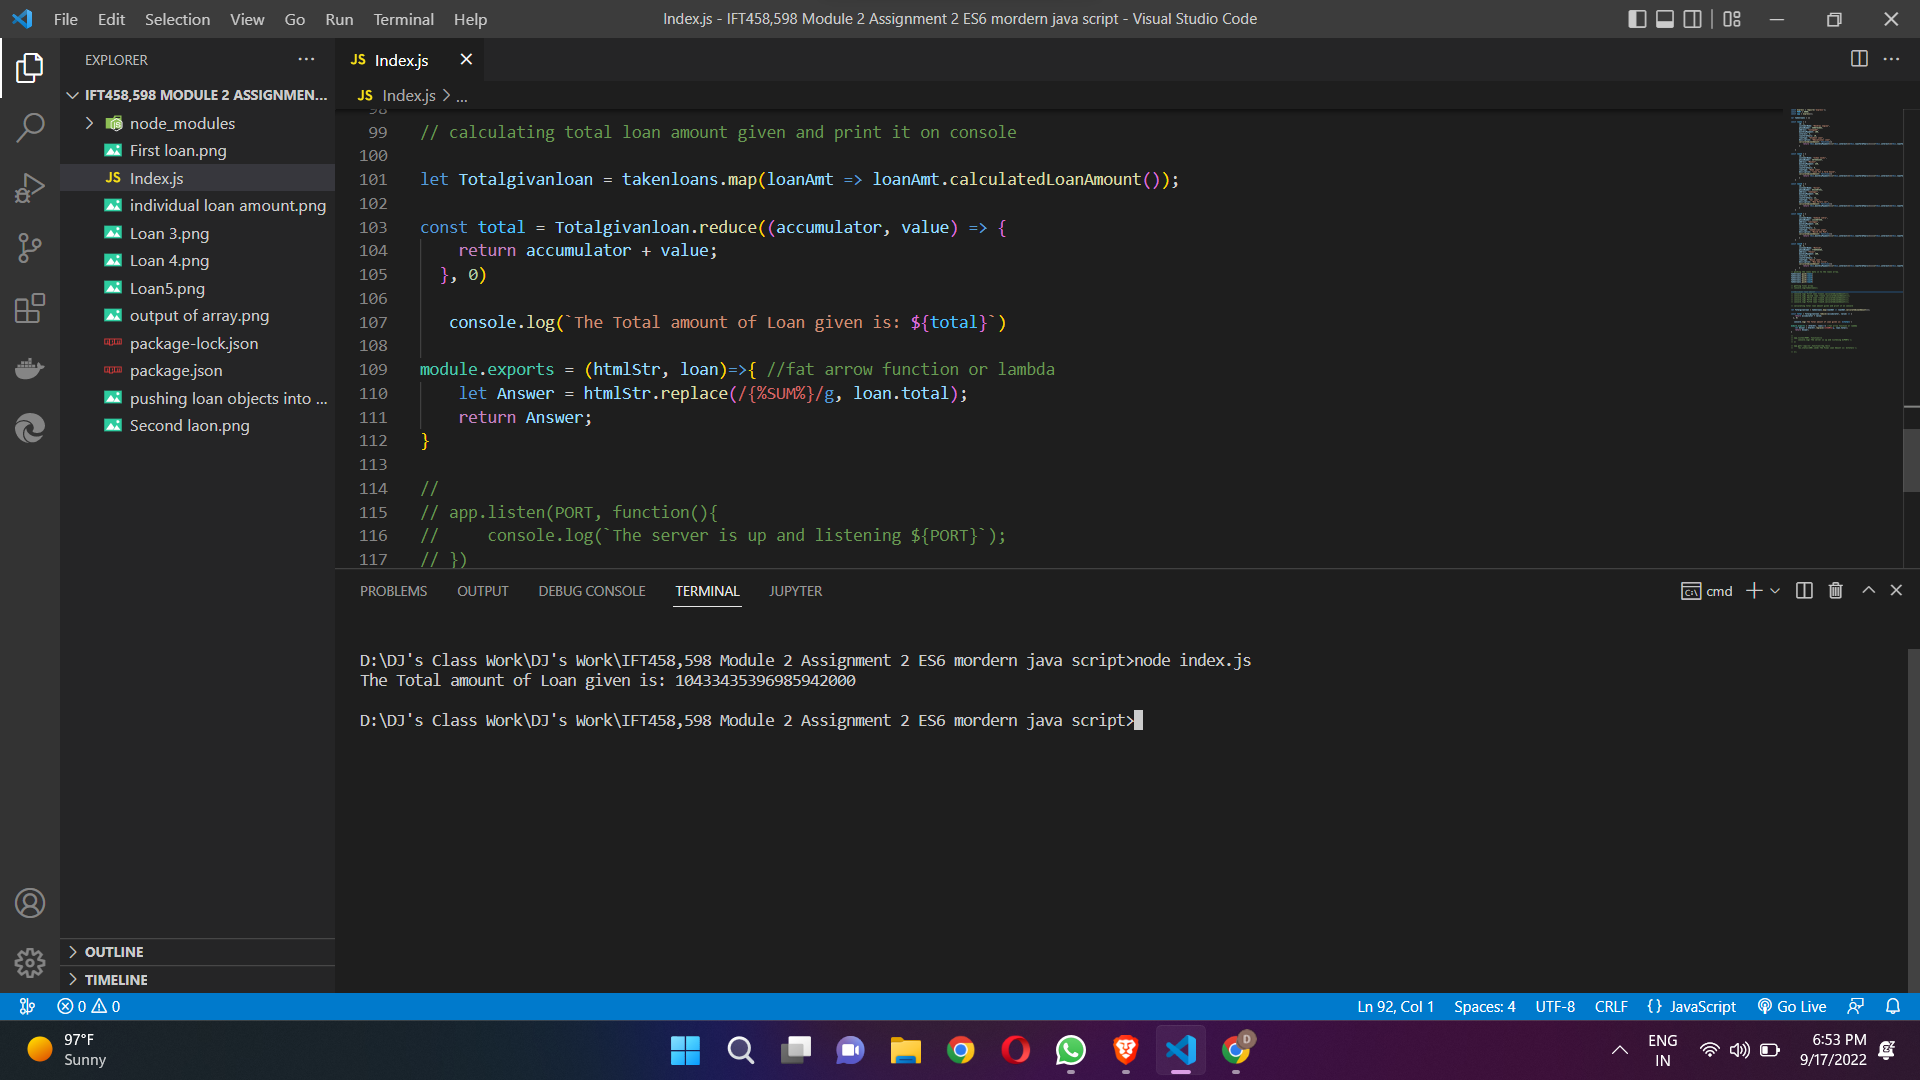 File Edit Selection View Go Run Terminal Help
Index.js - IFT458,598 Module 2 Assignment 2 ES6 mordern java script - Visual Studio Code
EXPLORER
IFT458,598 MODULE 2 ASSIGNMEN...
node_modules
First loan.png
JS Index.js
individual loan amount.png
Loan 3.png
Loan 4.png
Loan5.png
output of array.png
package-lock.json
package.json
pushing loan objects into ...
Second laon.png
OUTLINE
TIMELINE
JS Index.js
JS Index.js > ...
98
99 // calculating total loan amount given and print it on console
100
101 let Totalgivanloan = takenloans.map(loanAmt => loanAmt.calculatedLoanAmount());
102
103 const total = Totalgivanloan.reduce((accumulator, value) => {
104 return accumulator + value;
105 }, 0)
106
107 console.log(`The Total amount of Loan given is: ${total}`)
108
109 module.exports = (htmlStr, loan)=>{ //fat arrow function or lambda
110 let Answer = htmlStr.replace(/{%SUM%}/g, loan.total);
111 return Answer;
112 }
113
114 //
115 // app.listen(PORT, function(){
116 // console.log(`The server is up and listening ${PORT}`);
117 // })
PROBLEMS OUTPUT DEBUG CONSOLE TERMINAL JUPYTER
cmd
D:\DJ's Class Work\DJ's Work\IFT458,598 Module 2 Assignment 2 ES6 mordern java script>node index.js
The Total amount of Loan given is: 10433435396985942000
D:\DJ's Class Work\DJ's Work\IFT458,598 Module 2 Assignment 2 ES6 mordern java script>
0 0
Ln 92, Col 1 Spaces: 4 UTF-8 CRLF {} JavaScript Go Live
97°F
Sunny
D
ENG
IN
6:53 PM
9/17/2022